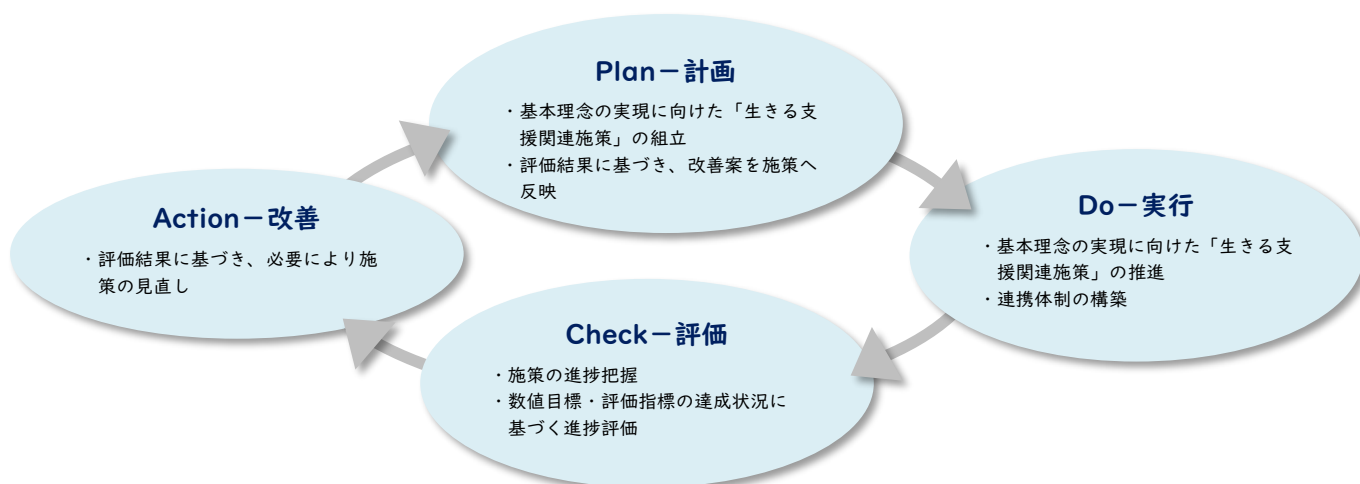 Plan－計画
・基本理念の実現に向けた「生きる支
援関連施策」の組立
・評価結果に基づき、改善案を施策へ
反映
Do－実行
・基本理念の実現に向けた「生きる支
援関連施策」の推進
・連携体制の構築
Check－評価
・施策の進捗把握
・数値目標・評価指標の達成状況に
基づく進捗評価
Action－改善
・評価結果に基づき、必要により施
策の見直し